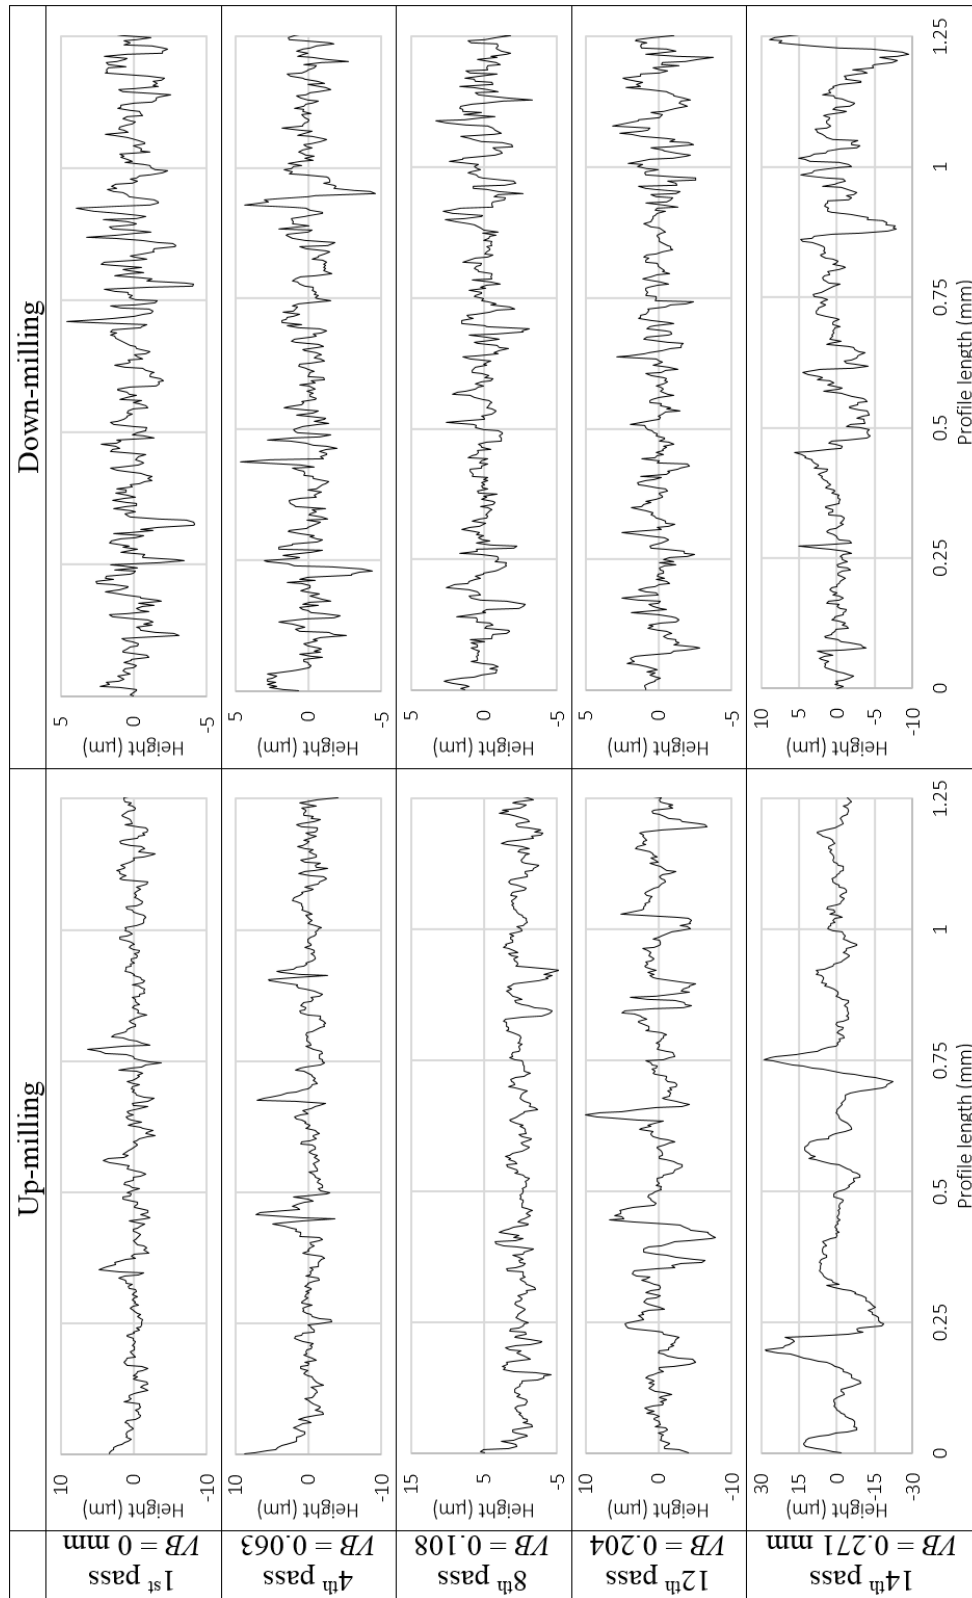 Up-milling
Down-milling
1st pass
VB = 0 mm
Height (µm)
10
0
-10
Height (µm)
5
0
-5
4th pass
VB = 0.063
Height (µm)
10
0
-10
Height (µm)
5
0
-5
8th pass
VB = 0.108
Height (µm)
15
5
-5
Height (µm)
5
0
-5
12th pass
VB = 0.204
Height (µm)
10
0
-10
Height (µm)
5
0
-5
14th pass
VB = 0.271 mm
Height (µm)
30
15
0
-15
-30
0 0.25 0.5 0.75 1 1.25
Profile length (mm)
Height (µm)
10
5
0
-5
-10
0 0.25 0.5 0.75 1 1.25
Profile length (mm)